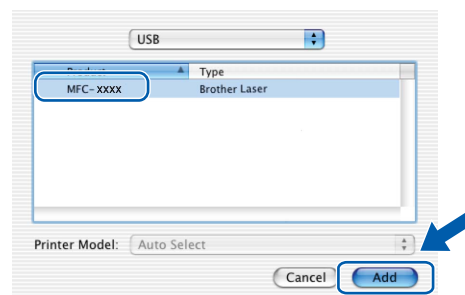 USB
Product Type
MFC-XXXX Brother Laser
Printer Model: Auto Select
Cancel Add